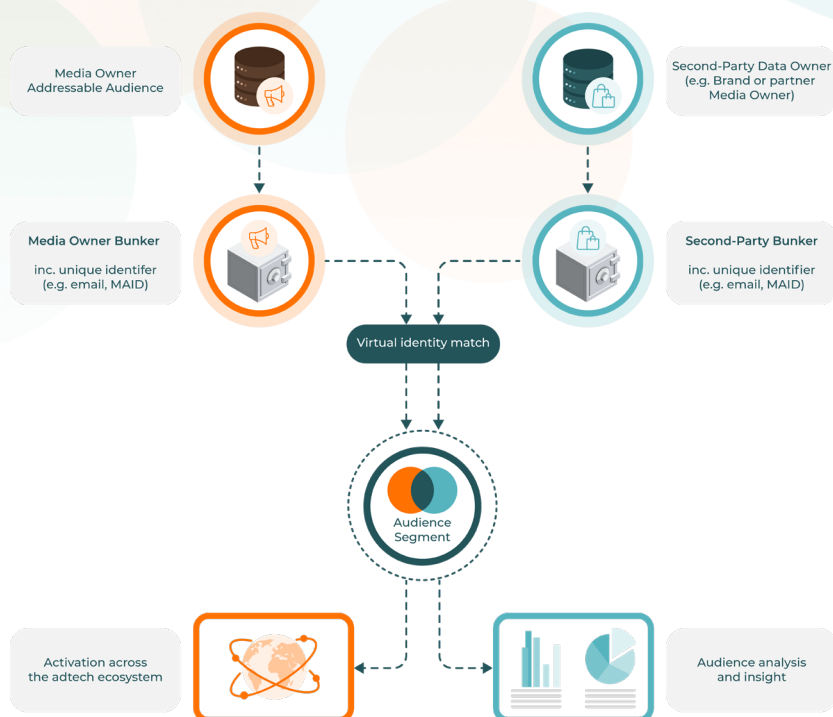 Media Owner
Addressable Audience
Second-Party Data Owner
(e.g. Brand or partner
Media Owner)
Media Owner Bunker
inc. unique identifer
(e.g. email, MAID)
Second-Party Bunker
inc. unique identifier
(e.g. email, MAID)
Virtual identity match
Audience
Segment
Activation across
the adtech ecosystem
Audience analysis
and insight